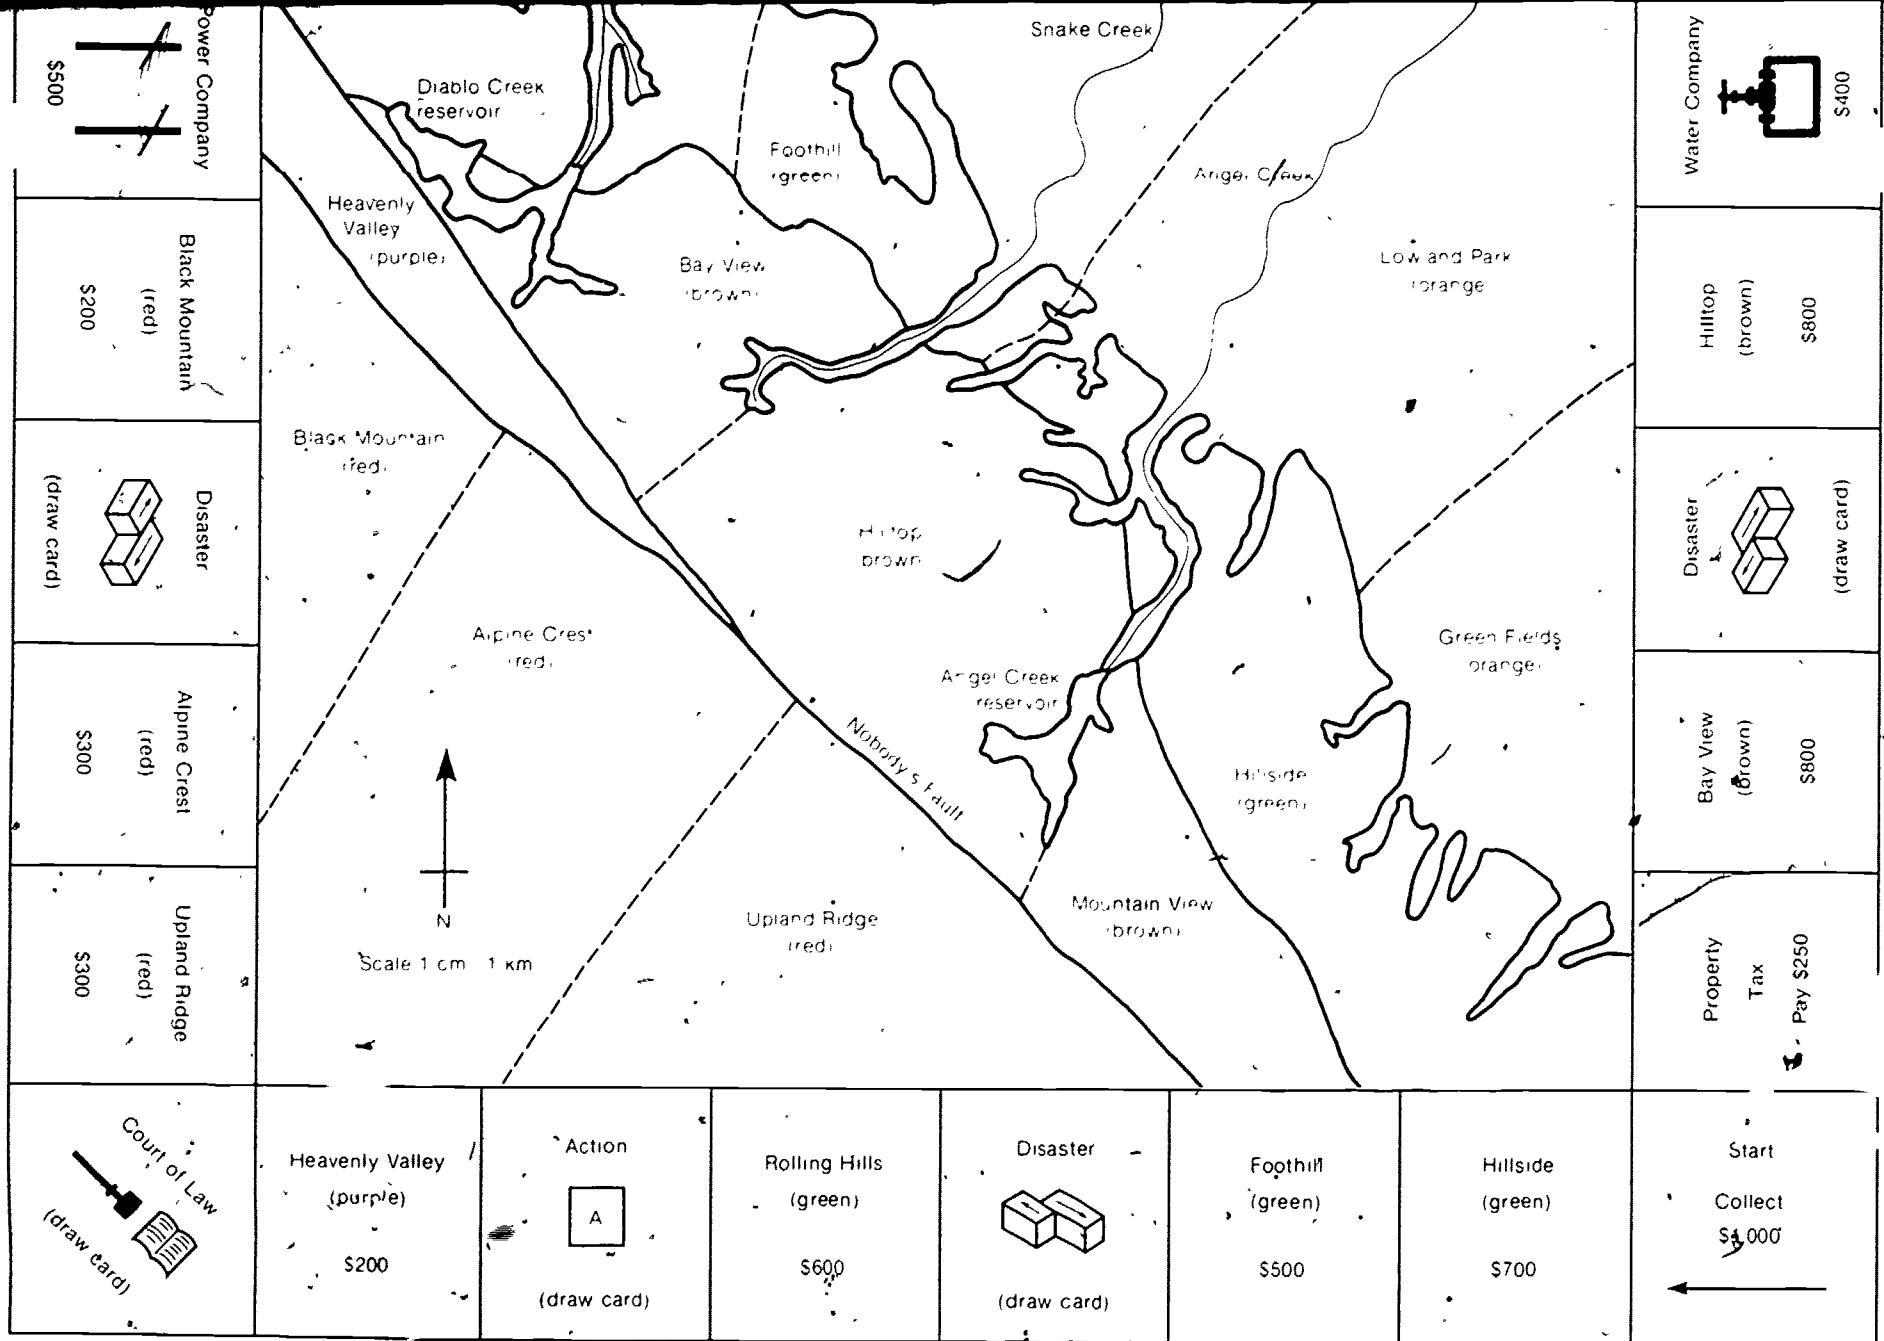 Power Company
$500
Black Mountain
(red)
$200
Disaster
(draw card)
Alpine Crest
(red)
$300
Upland Ridge
(red)
$300
Court of Law
(draw card)
Heavenly Valley
(purple)
$200
Action
A
(draw card)
Rolling Hills
(green)
$600
Disaster
(draw card)
Foothill
(green)
$500
Hillside
(green)
$700
Start
Collect
$1,000
Property
Tax
Pay $250
Bay View
(brown)
$800
Disaster
(draw card)
Hilltop
(brown)
$800
Water Company
$400
Snake Creek
Diablo Creek
reservoir
Foothill
(green)
Angel Creek
Heavenly
Valley
(purple)
Bay View
(brown)
Lowland Park
(orange
Black Mountain
(red)
Hilltop
brown
Alpine Crest
(red)
Green Fields
orange)
Angel Creek
reservoir
Nobody's Fault
Hillside
(green)
Mountain View
(brown)
Upland Ridge
(red)
N
Scale 1 cm 1 km